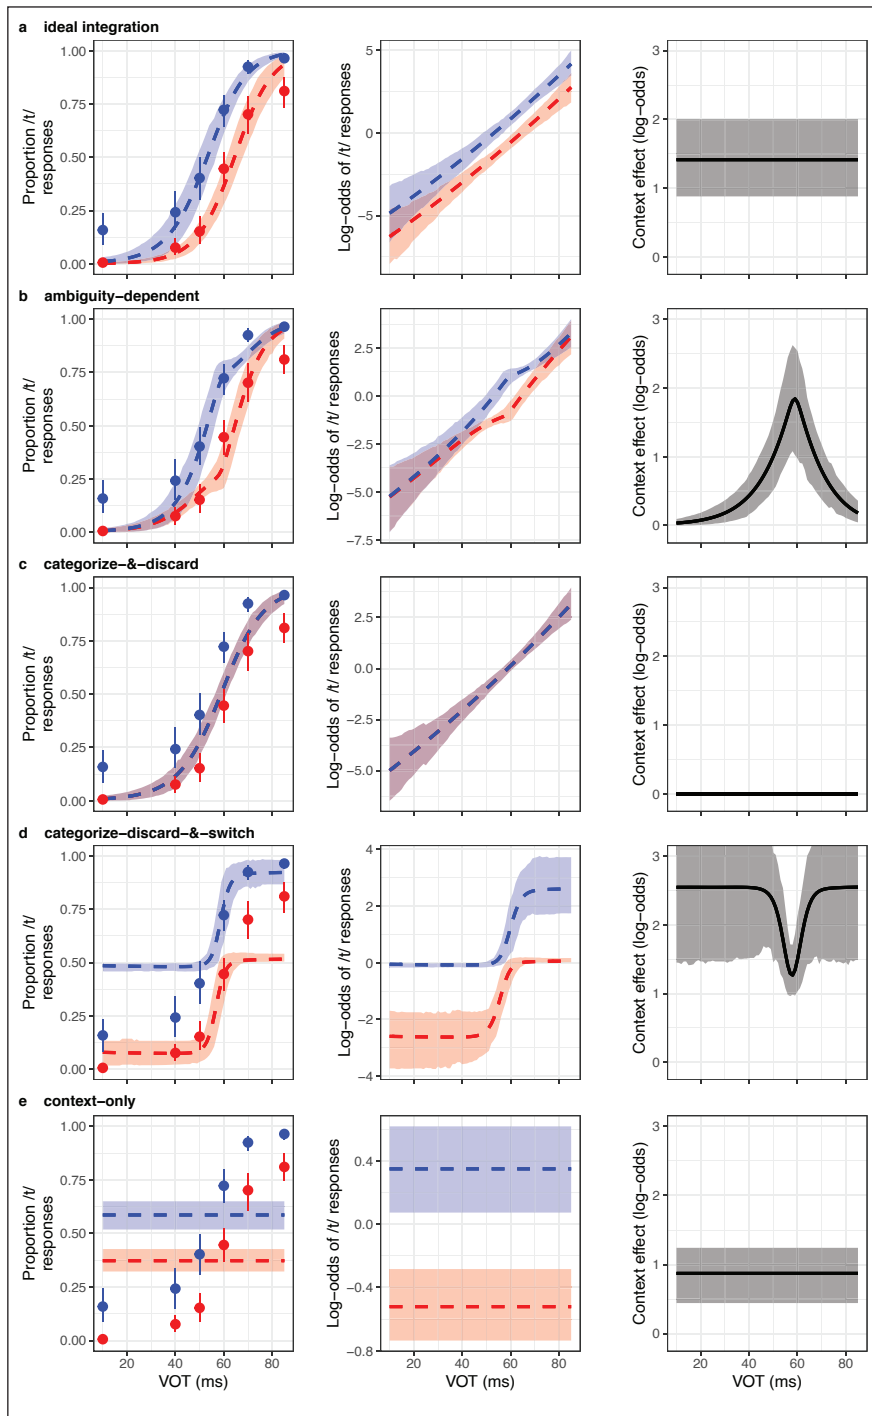 a ideal integration
Proportion /t/
responses
1.00
0.75
0.50
0.25
0.00
Log−odds of /t/ responses
5
0
−5
Context effect (log−odds)
3
2
1
0
b ambiguity−dependent
Proportion /t/
responses
1.00
0.75
0.50
0.25
0.00
Log−odds of /t/ responses
2.5
0.0
−2.5
−5.0
−7.5
Context effect (log−odds)
3
2
1
0
c categorize−&−discard
Proportion /t/
responses
1.00
0.75
0.50
0.25
0.00
Log−odds of /t/ responses
2.5
0.0
−2.5
−5.0
Context effect (log−odds)
3
2
1
0
d categorize−discard−&−switch
Proportion /t/
responses
1.00
0.75
0.50
0.25
0.00
Log−odds of /t/ responses
4
2
0
−2
−4
Context effect (log−odds)
3
2
1
0
e context−only
Proportion /t/
responses
1.00
0.75
0.50
0.25
0.00
20 40 60 80
VOT (ms)
Log−odds of /t/ responses
0.4
0.0
−0.4
−0.8
20 40 60 80
VOT (ms)
Context effect (log−odds)
3
2
1
0
20 40 60 80
VOT (ms)